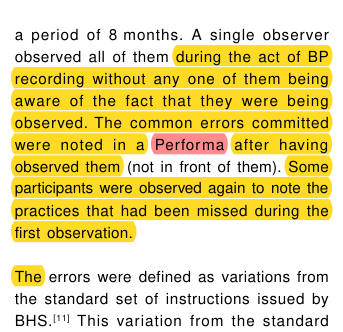 a period of 8 months. A single observer
observed all of them during the act of BP
recording without any one of them being
aware of the fact that they were being
observed. The common errors committed
were noted in a Performa after having
observed them (not in front of them). Some
participants were observed again to note the
practices that had been missed during the
first observation.
The errors were defined as variations from
the standard set of instructions issued by
BHS.[11] This variation from the standard